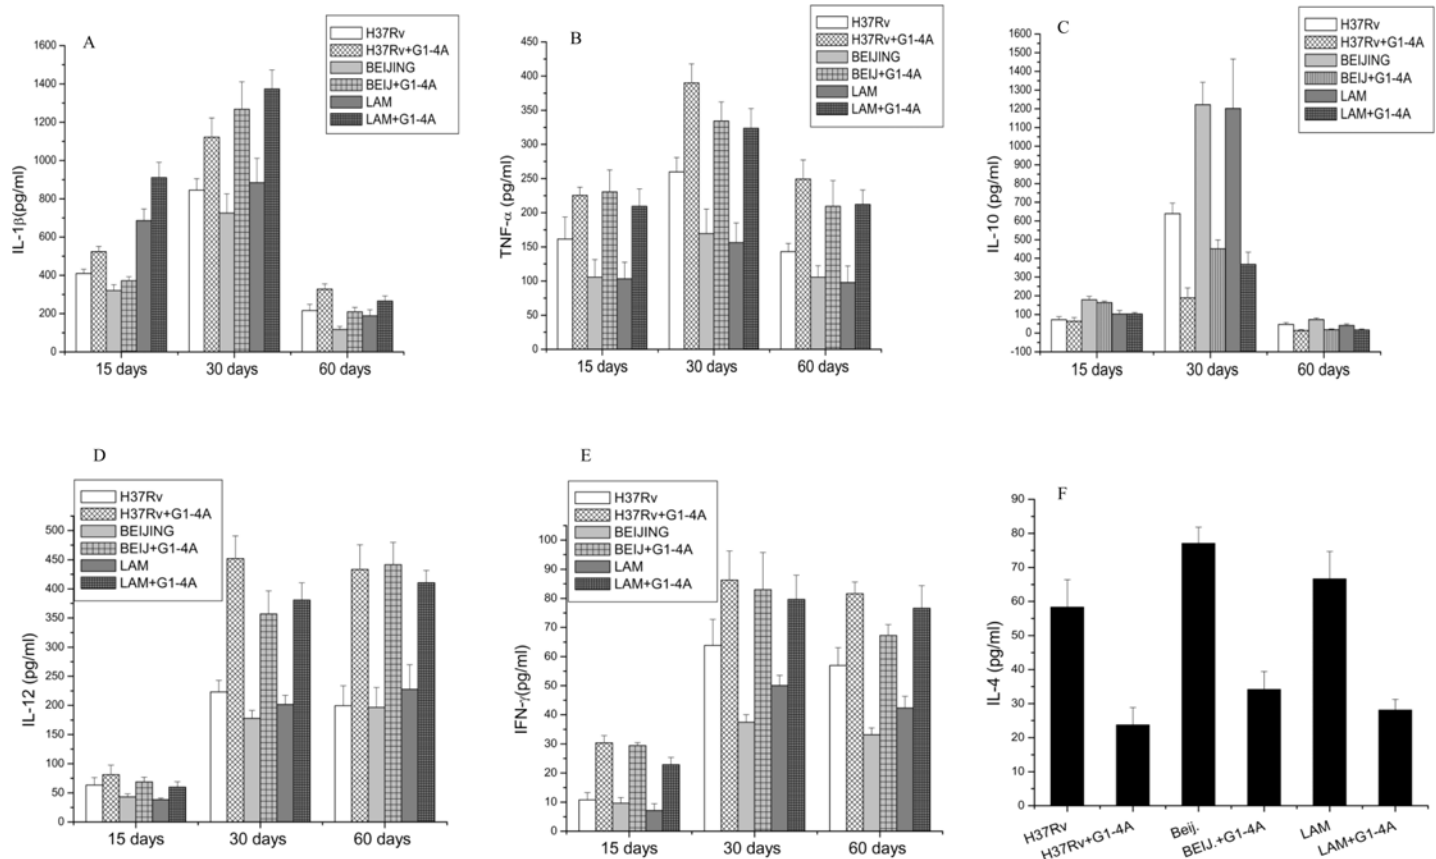 A
H37Rv
H37Rv+G1-4A
BEIJING
BEIJ+G1-4A
LAM
LAM+G1-4A
1600
1400
1200
1000
800
600
400
200
0
IL-1β(pg/ml)
15 days
30 days
60 days
B
H37Rv
H37Rv+G1-4A
BEIJING
BEIJ+G1-4A
LAM
LAM+G1-4A
450
400
350
300
250
200
150
100
50
0
TNF-α (pg/ml)
15 days
30 days
60 days
C
H37Rv
H37Rv+G1-4A
BEIJING
BEIJ+G1-4A
LAM
LAM+G1-4A
1600
1500
1400
1300
1200
1100
1000
900
800
700
600
500
400
300
200
100
0
-100
IL-10 (pg/ml)
15 days
30 days
60 days
D
H37Rv
H37Rv+G1-4A
BEIJING
BEIJ+G1-4A
LAM
LAM+G1-4A
500
450
400
350
300
250
200
150
100
50
0
IL-12 (pg/ml)
15 days
30 days
60 days
E
H37Rv
H37Rv+G1-4A
BEIJING
BEIJ+G1-4A
LAM
LAM+G1-4A
100
90
80
70
60
50
40
30
20
10
0
IFN-γ(pg/ml)
15 days
30 days
60 days
F
90
80
70
60
50
40
30
20
10
0
IL-4 (pg/ml)
H37Rv
H37Rv+G1-4A
Beij.
BEIJ.+G1-4A
LAM
LAM+G1-4A